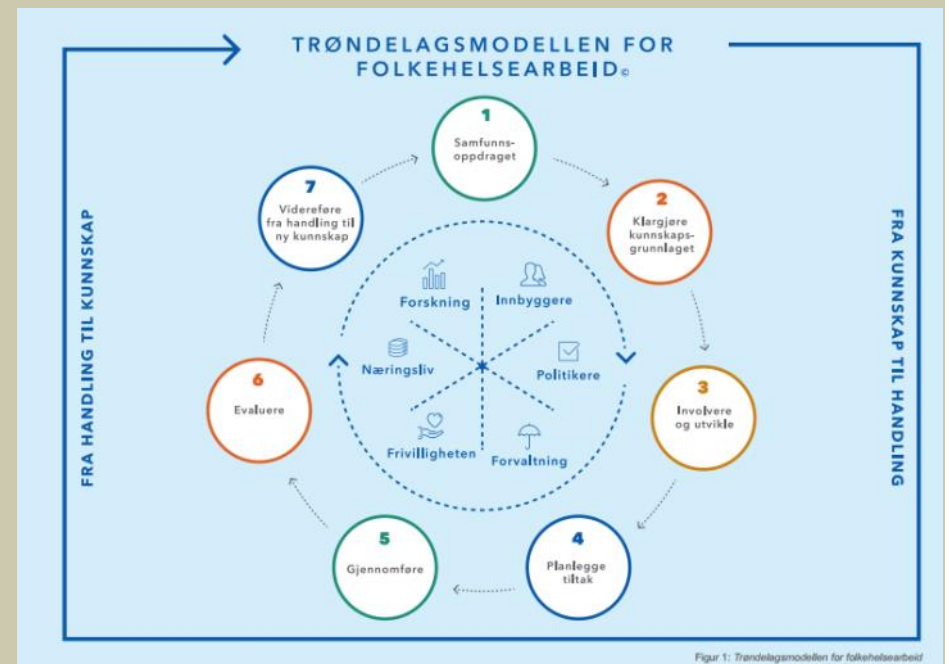 TRØNDELAGSMODELLEN FOR
FOLKEHELSEARBEID©
1
Samfunns-
oppdraget
2
Klargjøre
kunnskaps-
grunnlaget
3
Involvere
og utvikle
4
Planlegge
tiltak
5
Gjennomføre
6
Evaluere
7
Videreføre
fra handling til
ny kunnskap
Forskning
Innbyggere
Næringsliv
Politikere
Frivilligheten
Forvaltning
FRA HANDLING TIL KUNNSKAP
FRA KUNNSKAP TIL HANDLING
Figur 1: Trøndelagsmodellen for folkehelsearbeid